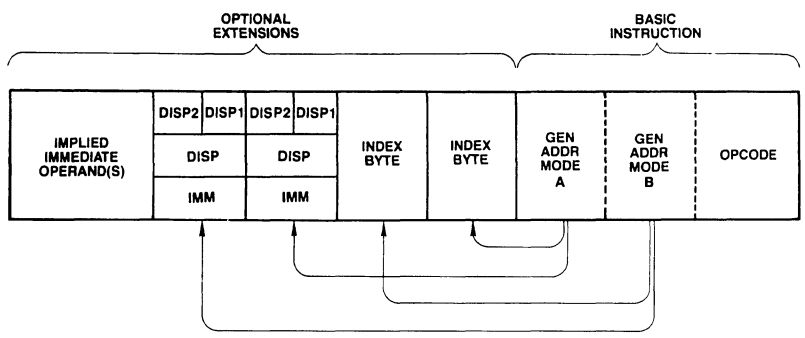 OPTIONAL
EXTENSIONS
BASIC
INSTRUCTION
IMPLIED
IMMEDIATE
OPERAND(S)
DISP2 DISP1
DISP
IMM
DISP2 DISP1
DISP
IMM
INDEX
BYTE
INDEX
BYTE
GEN
ADDR
MODE
A
GEN
ADDR
MODE
B
OPCODE